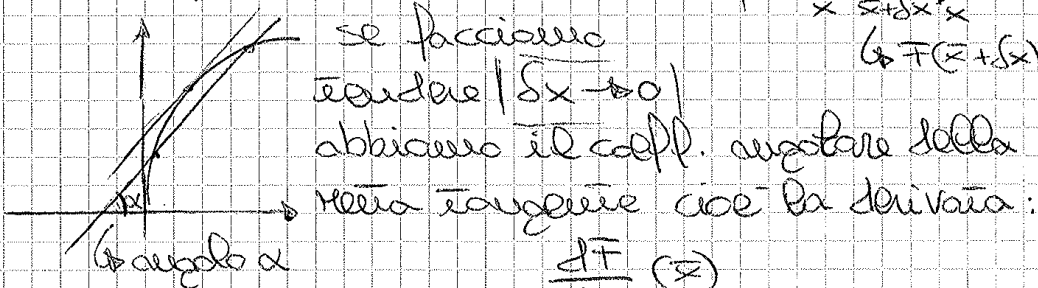 x x̄+δx x
↳ F(x̄+δx)
se facciamo
tendere |δx→0|
abbiamo il coeff. angolare della
retta tangente cioè la derivata:
α
↳ angolo α
dF (x̄)